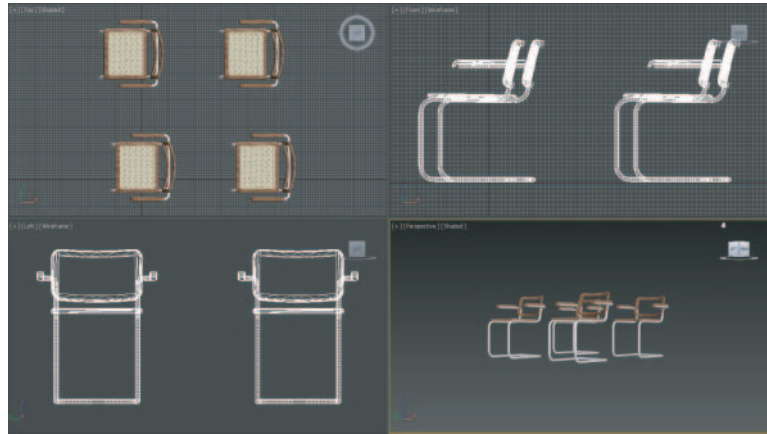 [+] [Top] [Shaded]
[+] [Front] [Wireframe]
[+] [Left] [Wireframe]
[+] [Perspective] [Shaded]